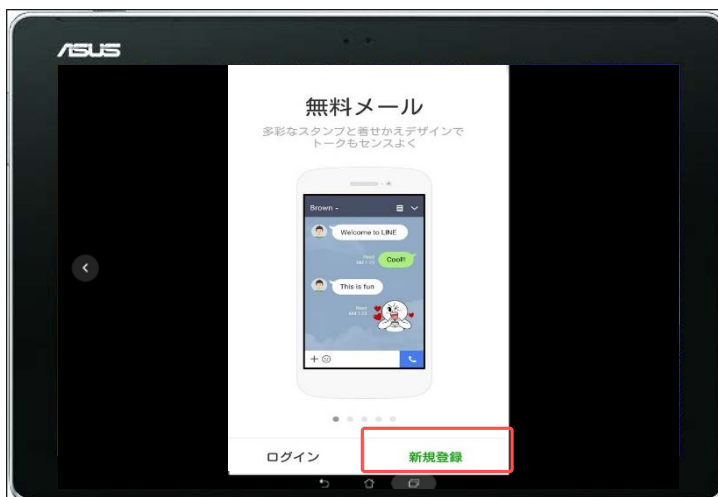 ASUS
無料メール
多彩なスタンプと着せかえデザインで
トークもセンスよく
Brown -
Welcome to LINE
Read
Cool!!
This is fun
Read
ログイン
新規登録